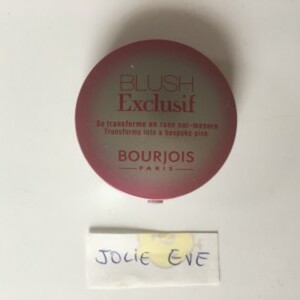 BLUSH
Exclusif
Se transforme en rose sur-mesure
Transforms into a bespoke pink
BOURJOIS
PARIS
JOLIE EVE